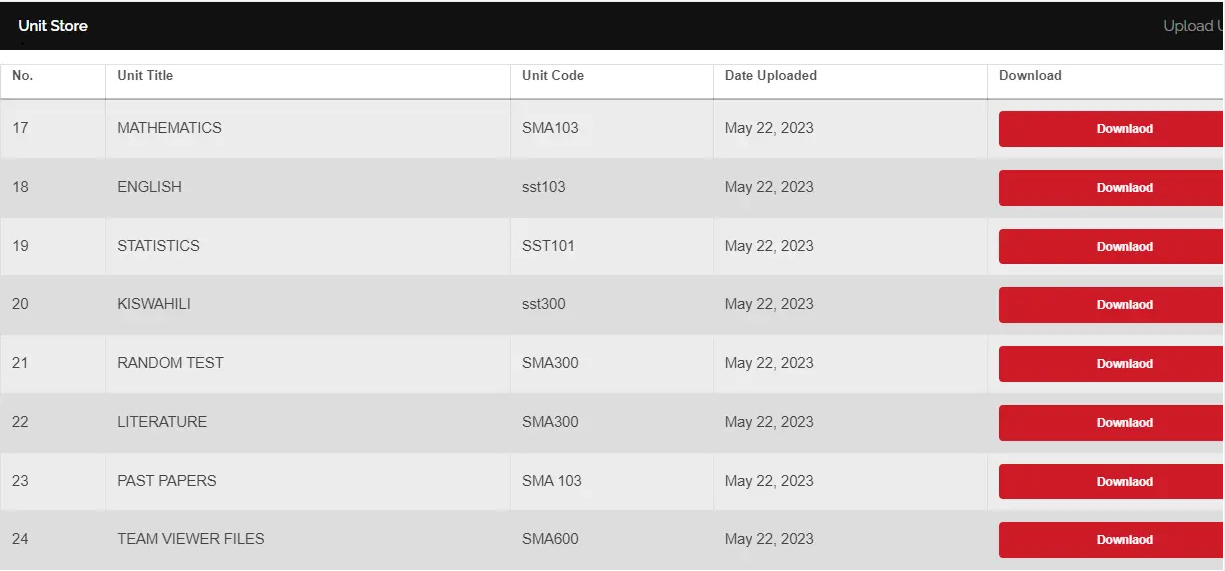 Unit Store Upload U
No. Unit Title Unit Code Date Uploaded Download
17 MATHEMATICS SMA103 May 22, 2023 Downlaod
18 ENGLISH sst103 May 22, 2023 Downlaod
19 STATISTICS SST101 May 22, 2023 Downlaod
20 KISWAHILI sst300 May 22, 2023 Downlaod
21 RANDOM TEST SMA300 May 22, 2023 Downlaod
22 LITERATURE SMA300 May 22, 2023 Downlaod
23 PAST PAPERS SMA 103 May 22, 2023 Downlaod
24 TEAM VIEWER FILES SMA600 May 22, 2023 Downlaod